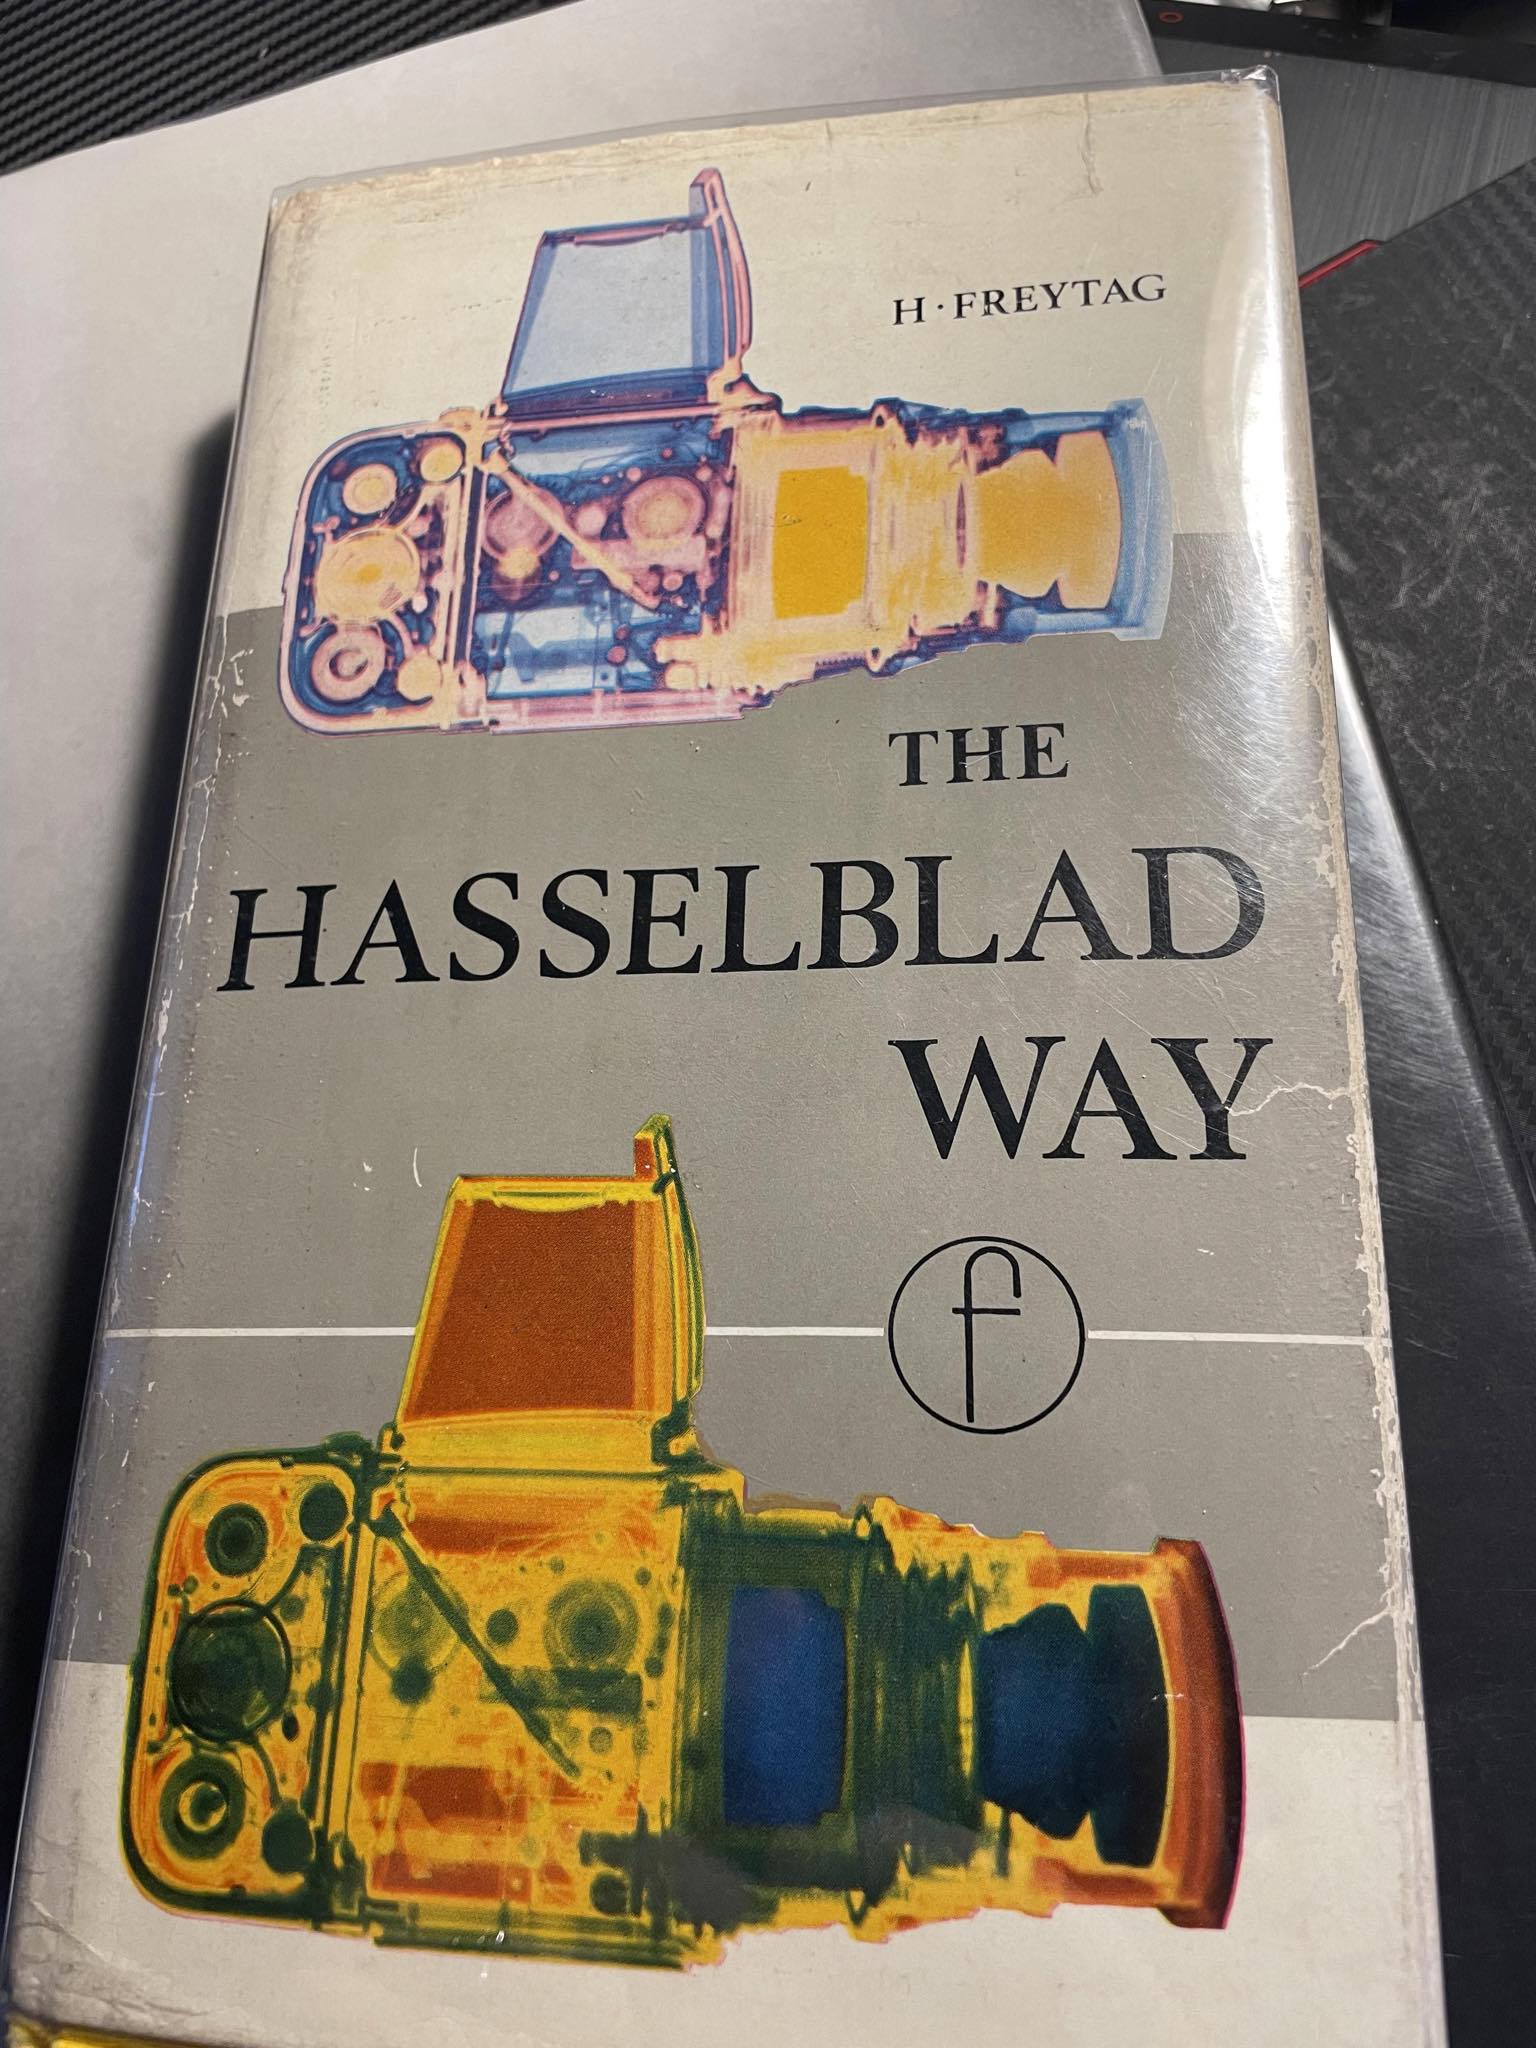 H · FREYTAG
THE
HASSELBLAD
WAY
f